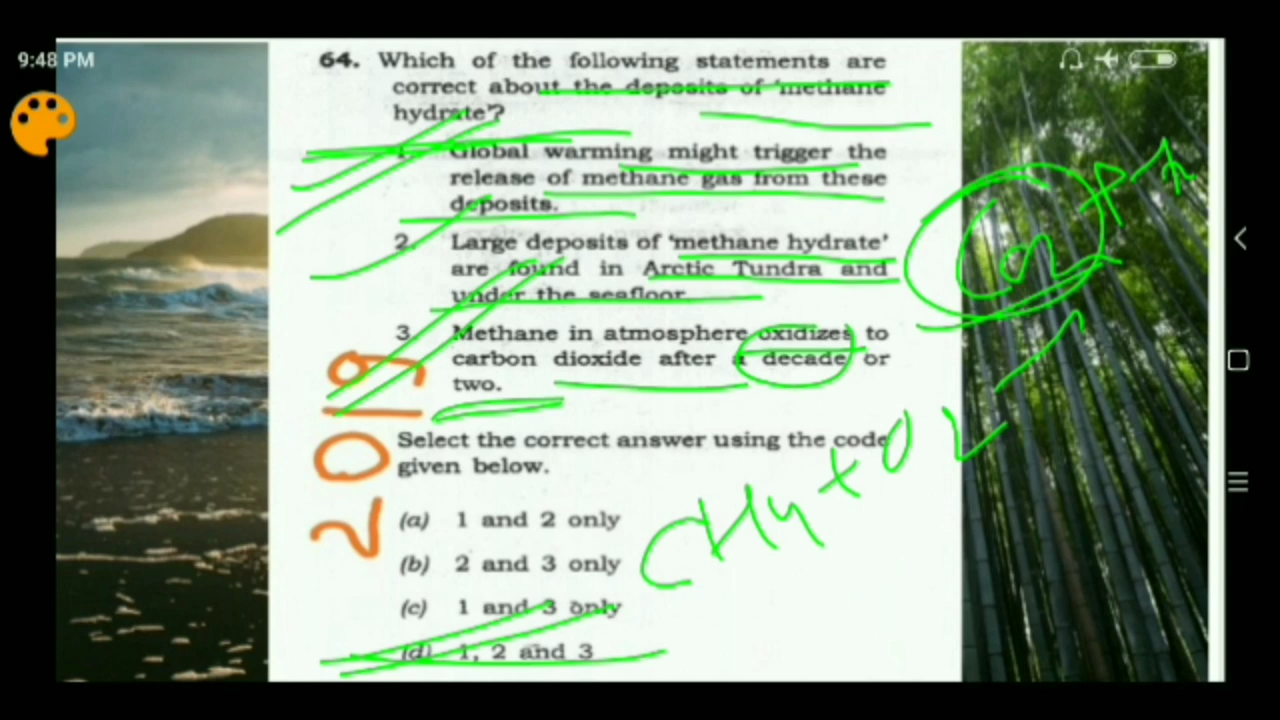 9:48 PM
64. Which of the following statements are
correct about the deposits of 'methane
hydrate'?
1. Global warming might trigger the
release of methane gas from these
deposits.
2. Large deposits of 'methane hydrate'
are found in Arctic Tundra and
under the seafloor.
3. Methane in atmosphere oxidizes to
carbon dioxide after a decade or
two.
Select the correct answer using the code
given below.
(a) 1 and 2 only
(b) 2 and 3 only
(c) 1 and 3 only
(d) 1, 2 and 3
2019
CH4 + O2